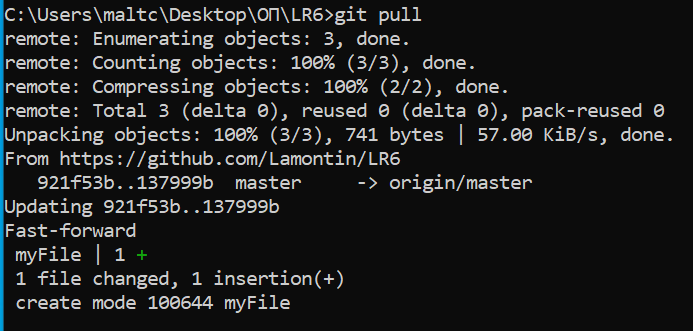 C:\Users\maltc\Desktop\ОП\LR6>git pull
remote: Enumerating objects: 3, done.
remote: Counting objects: 100% (3/3), done.
remote: Compressing objects: 100% (2/2), done.
remote: Total 3 (delta 0), reused 0 (delta 0), pack-reused 0
Unpacking objects: 100% (3/3), 741 bytes | 57.00 KiB/s, done.
From https://github.com/Lamontin/LR6
   921f53b..137999b  master     -> origin/master
Updating 921f53b..137999b
Fast-forward
 myFile | 1 +
 1 file changed, 1 insertion(+)
 create mode 100644 myFile